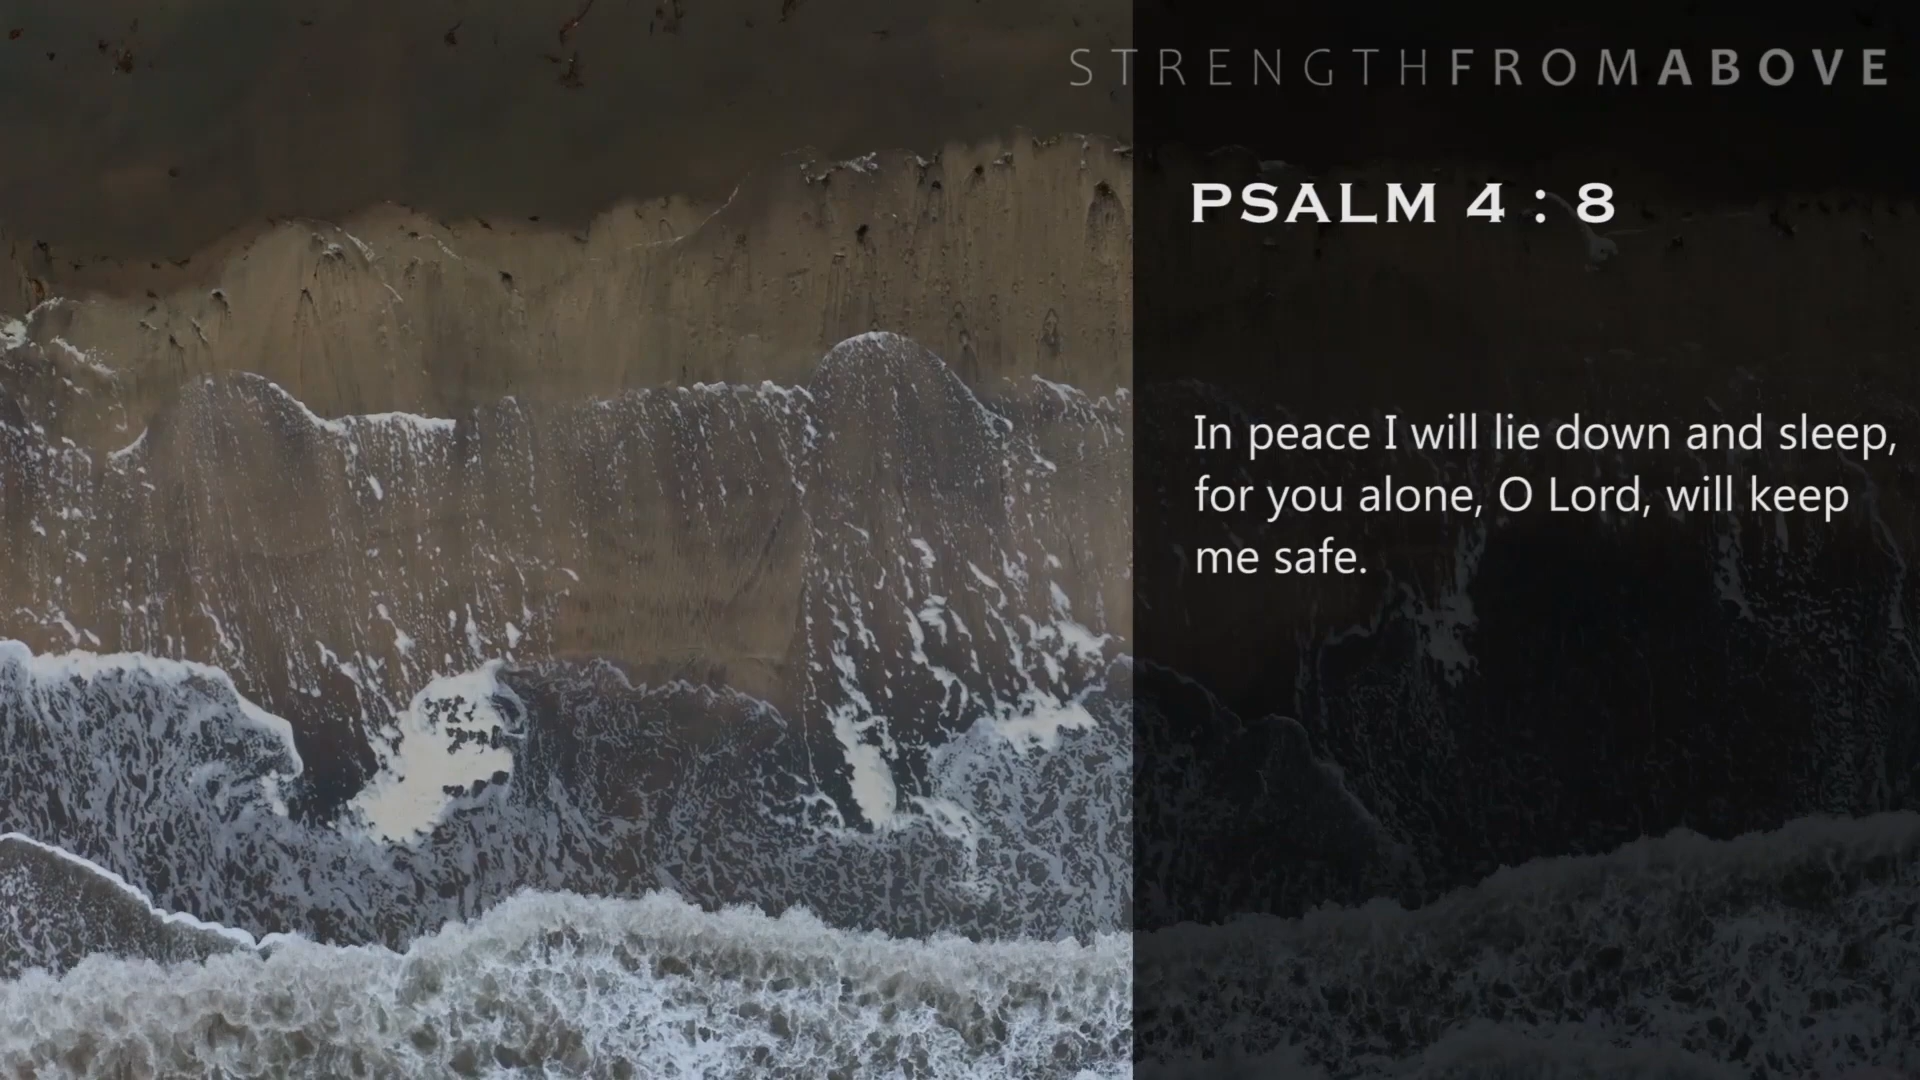 STRENGTHFROMABOVE
PSALM 4 : 8
In peace I will lie down and sleep,
for you alone, O Lord, will keep
me safe.